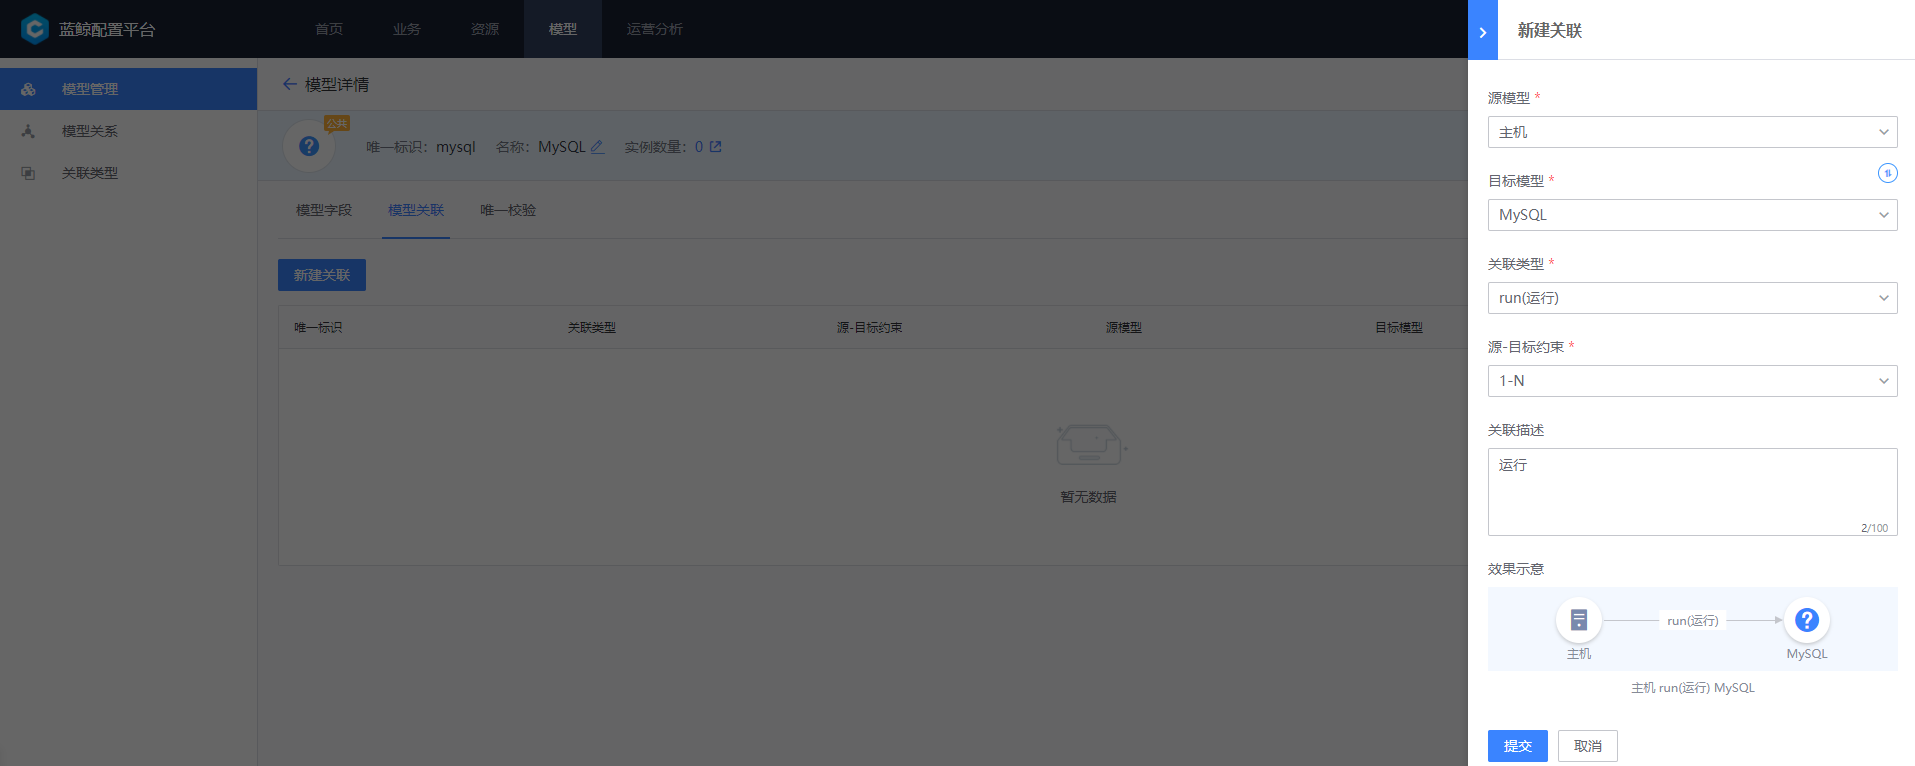 蓝鲸配置平台
首页 业务 资源 模型 运营分析
模型管理
模型关系
关联类型
模型详情
公共
唯一标识：mysql 名称：MySQL 实例数量：0
模型字段 模型关联 唯一校验
新建关联
唯一标识 关联类型 源-目标约束 源模型 目标模型
暂无数据
新建关联
源模型 *
主机
目标模型 *
MySQL
关联类型 *
run(运行)
源-目标约束 *
1-N
关联描述
运行
2/100
效果示意
run(运行)
主机 MySQL
主机 run(运行) MySQL
提交 取消